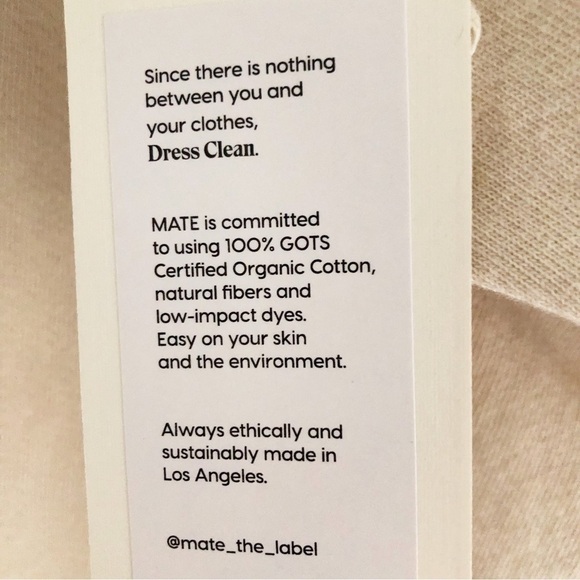 Since there is nothing
between you and
your clothes,
Dress Clean.
MATE is committed
to using 100% GOTS
Certified Organic Cotton,
natural fibers and
low-impact dyes.
Easy on your skin
and the environment.
Always ethically and
sustainably made in
Los Angeles.
@mate_the_label